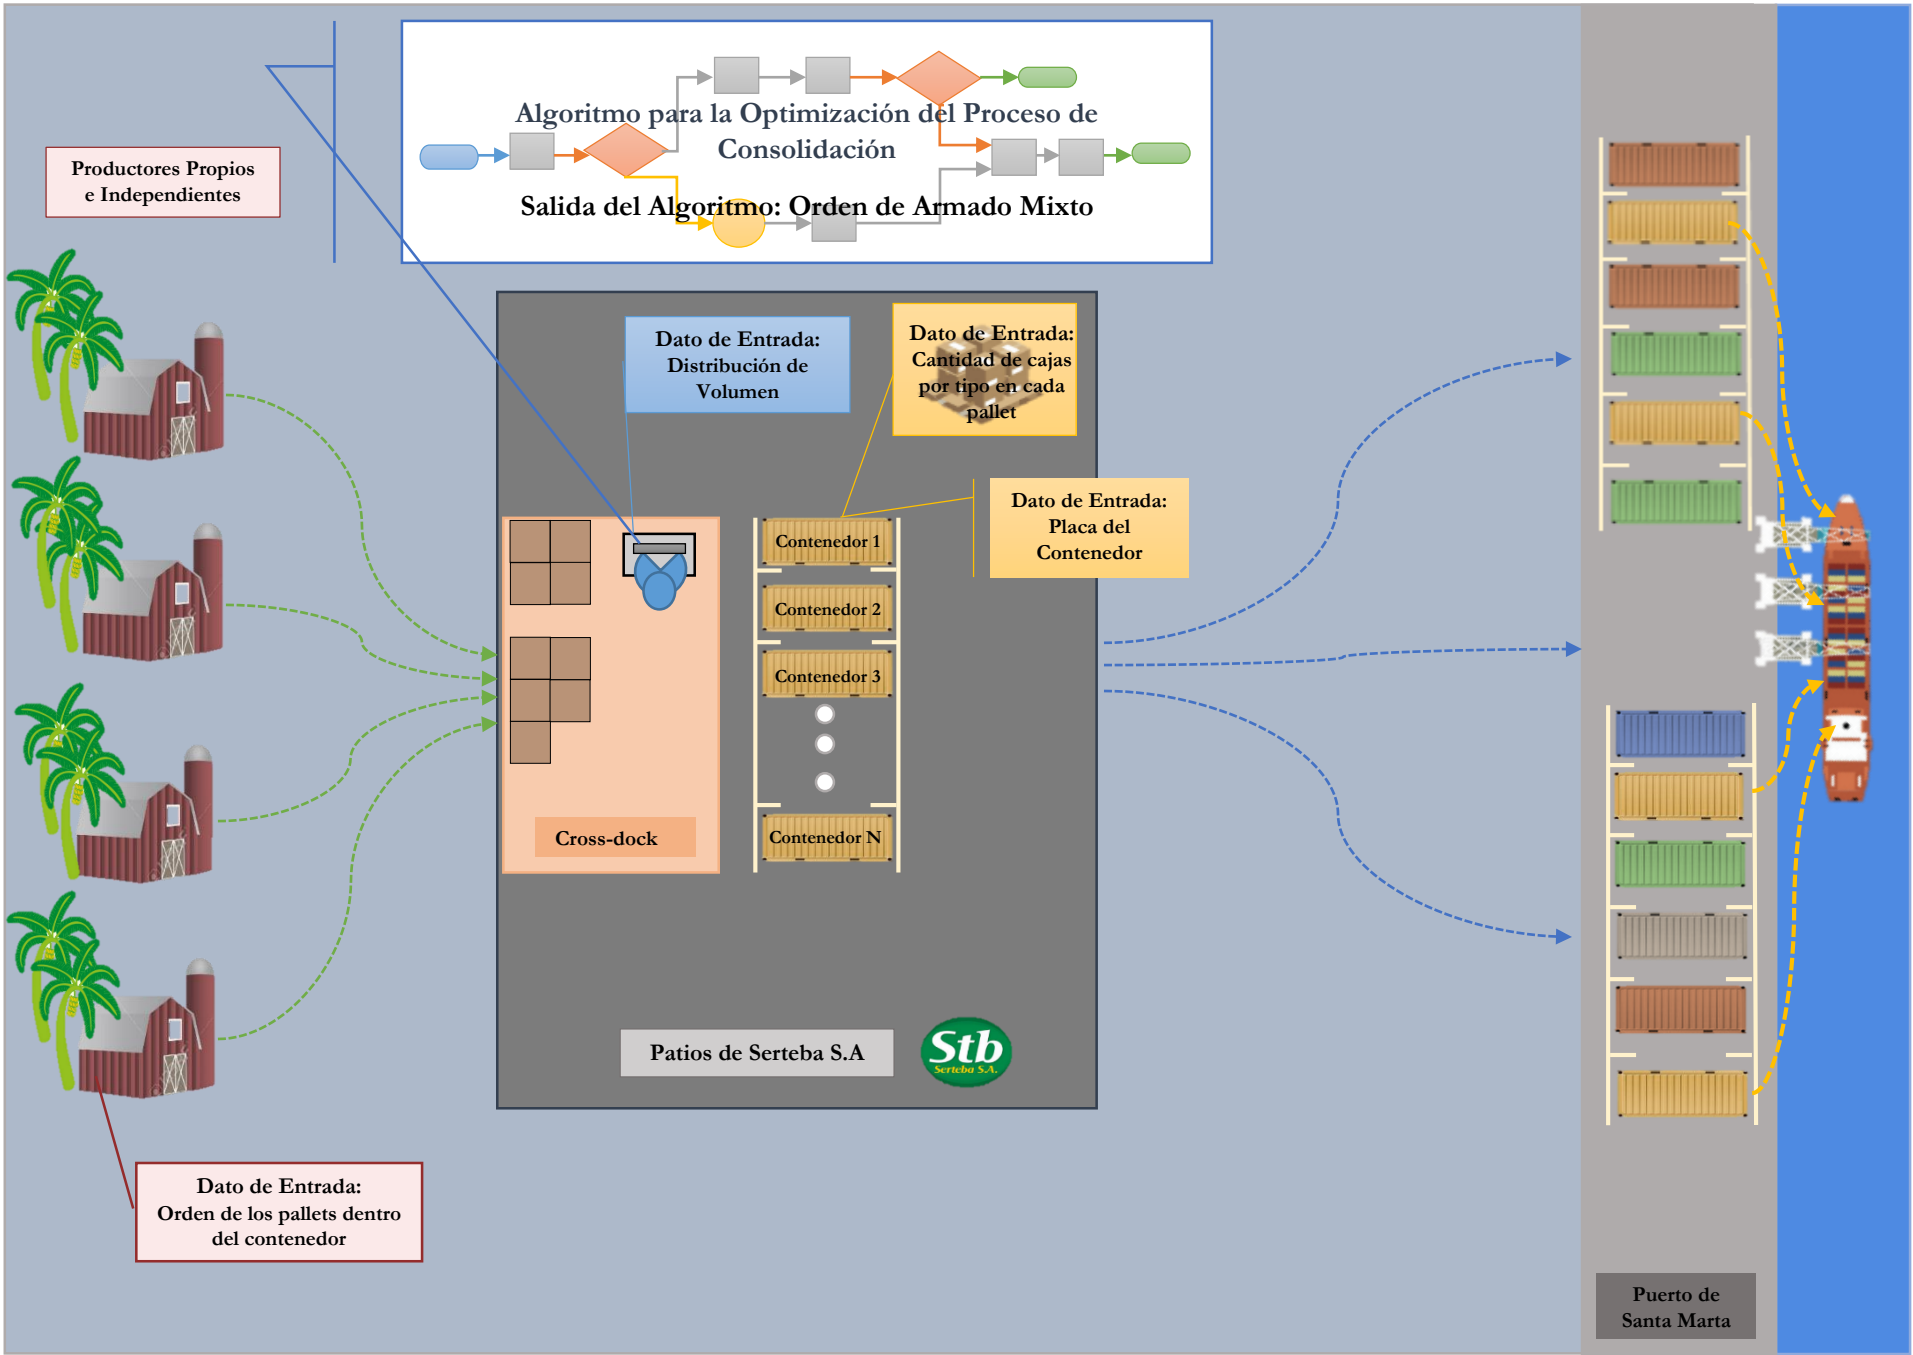 Algoritmo para la Optimización del Proceso de
Consolidación
Salida del Algoritmo: Orden de Armado Mixto
Productores Propios
e Independientes
Dato de Entrada:
Distribución de
Volumen
Dato de Entrada:
Cantidad de cajas
por tipo en cada
pallet
Dato de Entrada:
Placa del
Contenedor
Contenedor 1
Contenedor 2
Contenedor 3
Contenedor N
Cross-dock
Patios de Serteba S.A
Stb
Serteba S.A.
Dato de Entrada:
Orden de los pallets dentro
del contenedor
Puerto de
Santa Marta